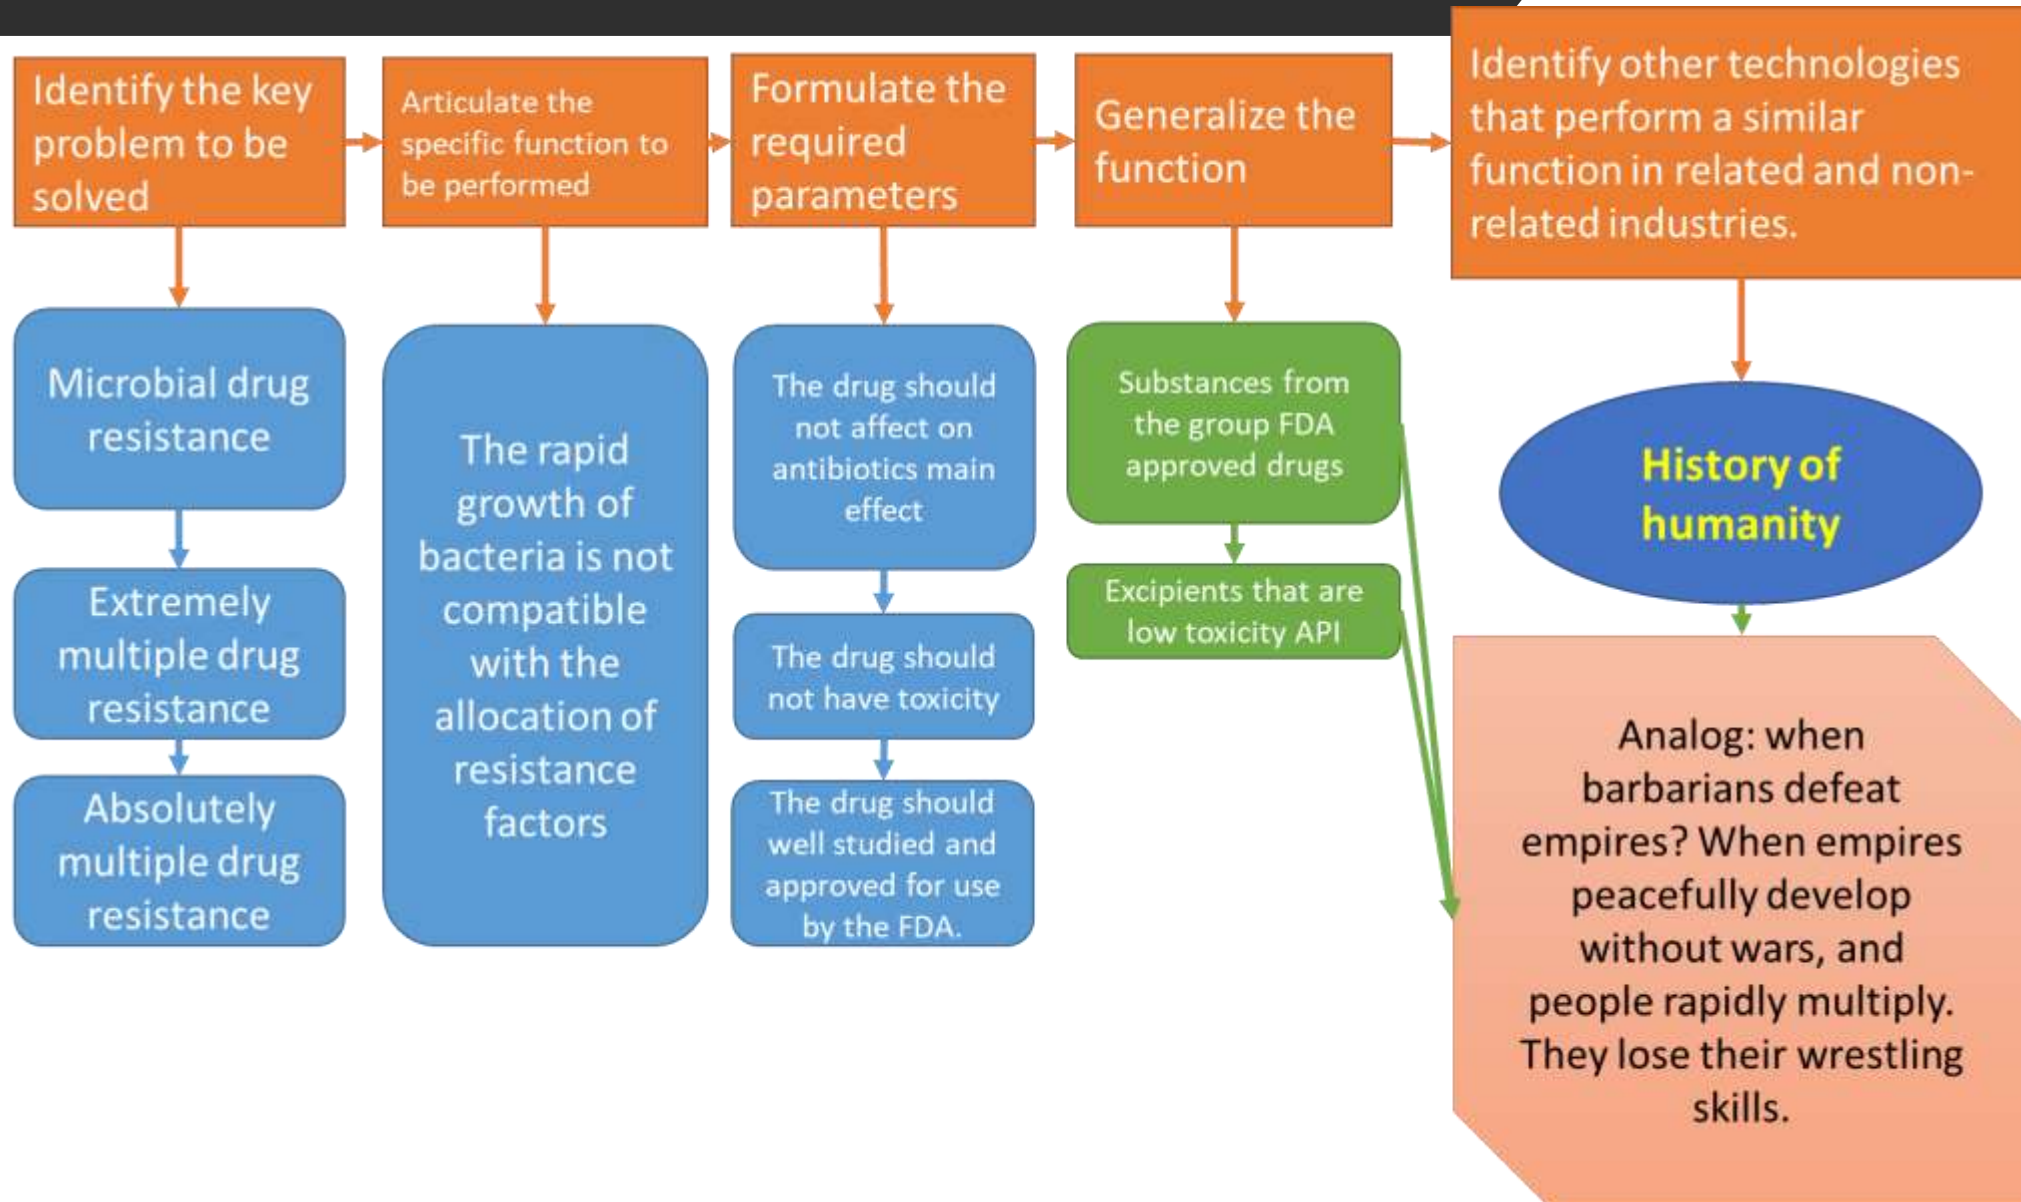 Identify the key
problem to be
solved
Articulate the
specific function to
be performed
Formulate the
required
parameters
Generalize the
function
Identify other technologies
that perform a similar
function in related and non-
related industries.
Microbial drug
resistance
Extremely
multiple drug
resistance
Absolutely
multiple drug
resistance
The rapid
growth of
bacteria is not
compatible
with the
allocation of
resistance
factors
The drug should
not affect on
antibiotics main
effect
The drug should
not have toxicity
The drug should
well studied and
approved for use
by the FDA.
Substances from
the group FDA
approved drugs
Excipients that are
low toxicity API
History of
humanity
Analog: when
barbarians defeat
empires? When empires
peacefully develop
without wars, and
people rapidly multiply.
They lose their wrestling
skills.